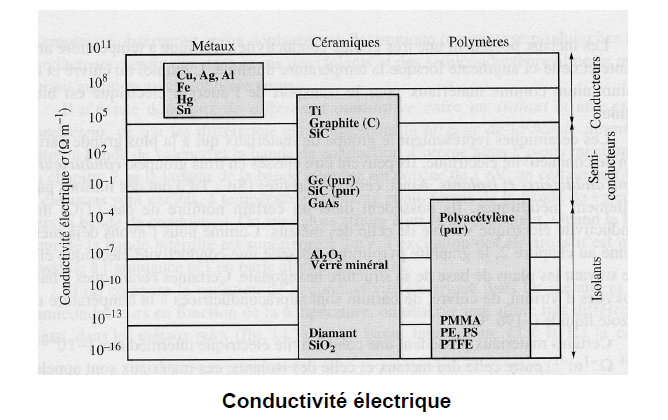 Métaux
Céramiques
Polymères
Conductivité électrique σ (Ω m⁻¹)
10¹¹
10⁸
10⁵
10²
10⁻¹
10⁻⁴
10⁻⁷
10⁻¹⁰
10⁻¹³
10⁻¹⁶
Cu, Ag, Al
Fe
Hg
Sn
Ti
Graphite (C)
SiC
Ge (pur)
SiC (pur)
GaAs
Al₂O₃
Verre minéral
Diamant
SiO₂
Polyacétylène
(pur)
PMMA
PE, PS
PTFE
Conducteurs
Semi-
conducteurs
Isolants
Conductivité électrique